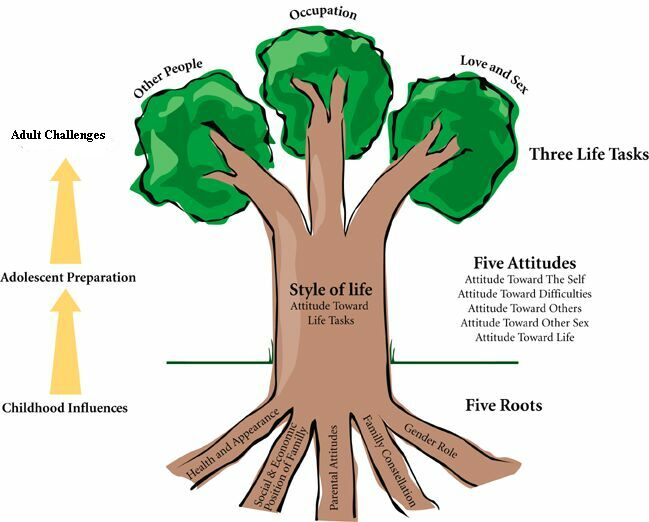 Occupation
Other People
Love and Sex
Adult Challenges
Three Life Tasks
Adolescent Preparation
Style of life
Attitude Toward
Life Tasks
Five Attitudes
Attitude Toward The Self
Attitude Toward Difficulties
Attitude Toward Others
Attitude Toward Other Sex
Attitude Toward Life
Childhood Influences
Five Roots
Health and Appearance
Social & Economic
Position of Familly
Parental Attitudes
Familly Constellation
Gender Role